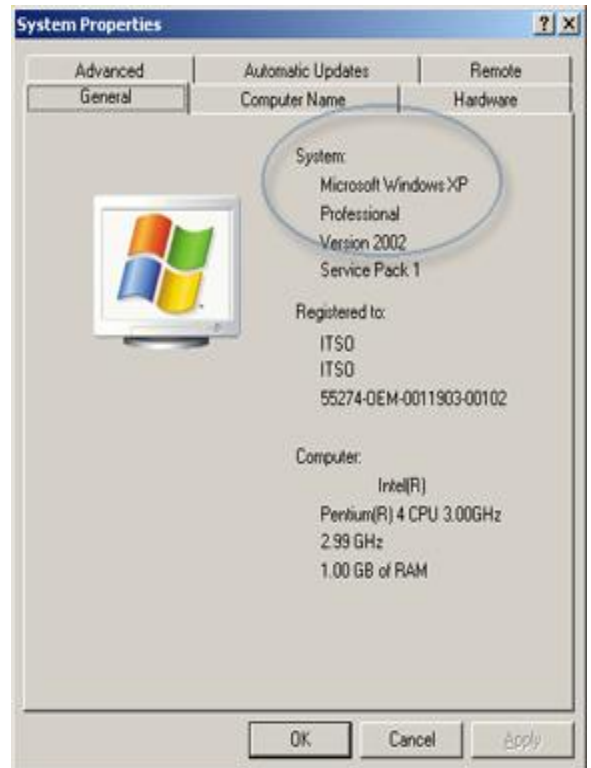 System Properties
Advanced
Automatic Updates
Remote
General
Computer Name
Hardware
System:
Microsoft Windows XP
Professional
Version 2002
Service Pack 1
Registered to:
ITSO
ITSO
55274-OEM-0011903-00102
Computer:
Intel(R)
Pentium(R) 4 CPU 3.00GHz
2.99 GHz
1.00 GB of RAM
OK
Cancel
Apply